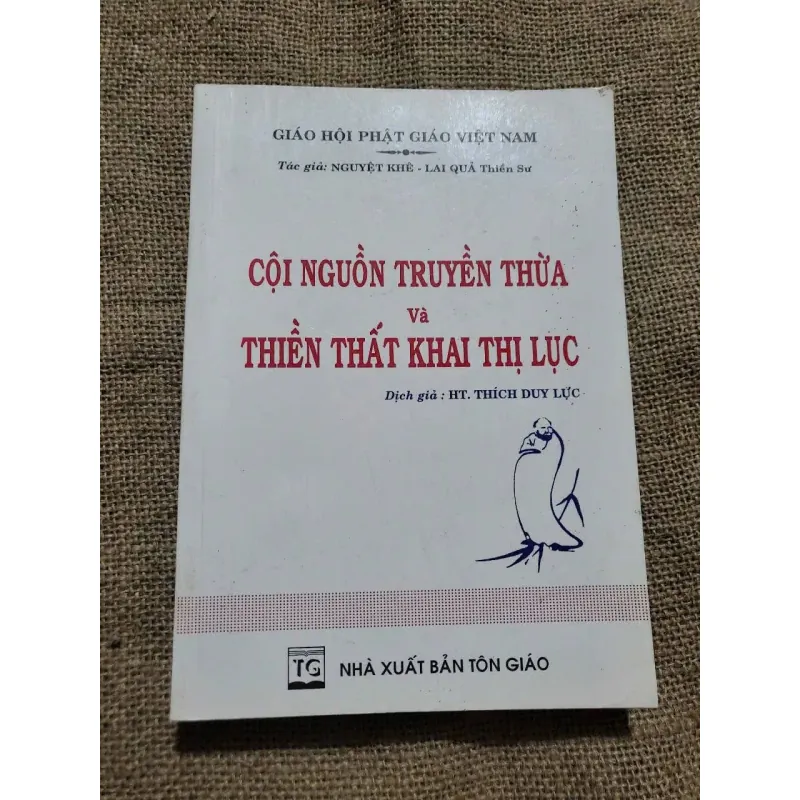 GIÁO HỘI PHẬT GIÁO VIỆT NAM
Tác giả: NGUYỆT KHÊ - LAI QUẢ Thiền Sư
CỘI NGUỒN TRUYỀN THỪA
Và
THIỀN THẤT KHAI THỊ LỤC
Dịch giả : HT. THÍCH DUY LỰC
TG
NHÀ XUẤT BẢN TÔN GIÁO